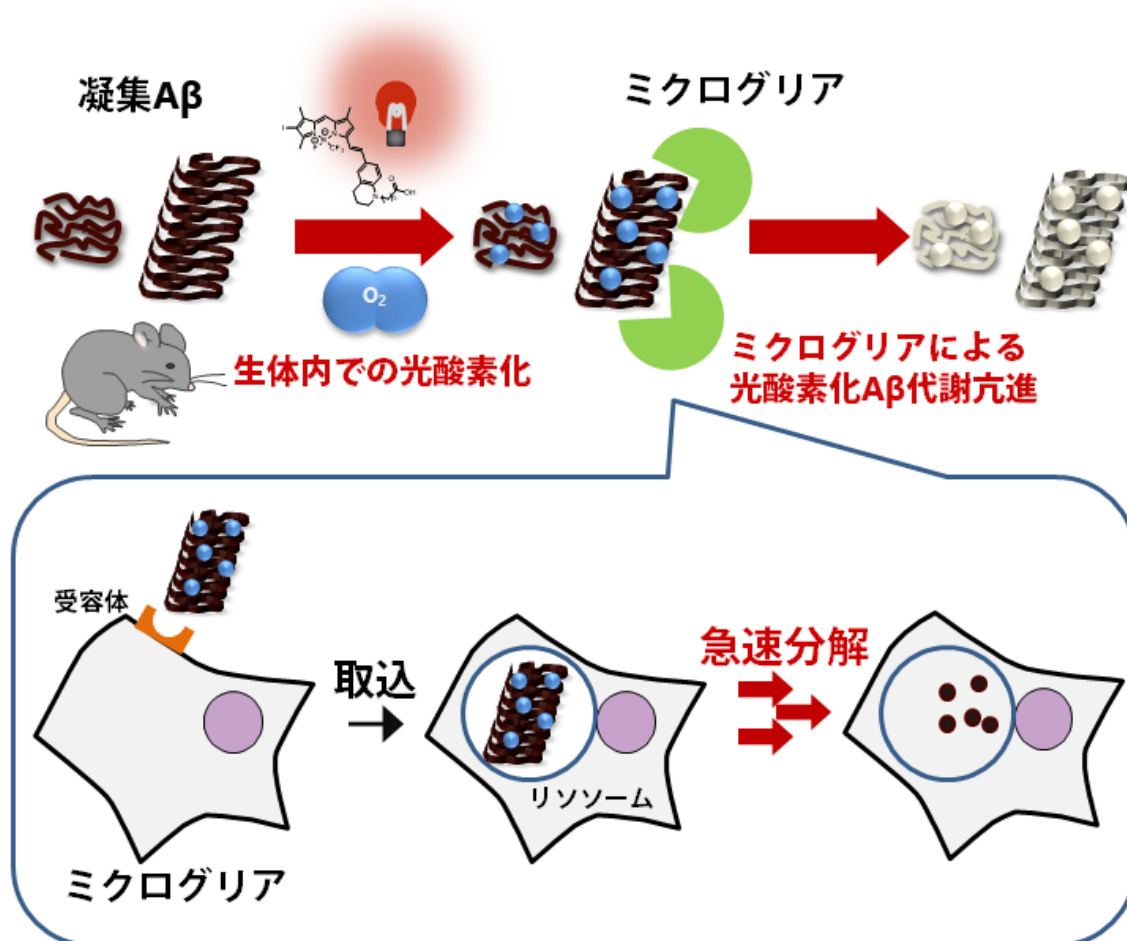 凝集Aβ
ミクログリア
I
CF₃
N
O
OH
O₂
生体内での光酸素化
ミクログリアによる
光酸素化Aβ代謝亢進
受容体
取込
急速分解
リソソーム
ミクログリア